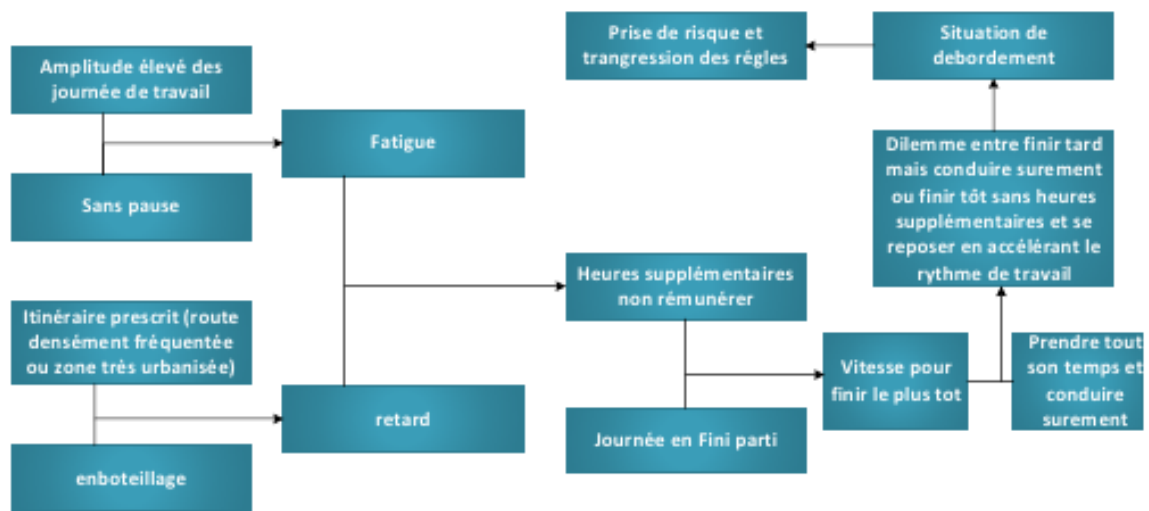 Amplitude élevé des
journée de travail
Sans pause
Fatigue
Itinéraire prescrit (route
densément fréquentée
ou zone très urbanisée)
enboteillage
retard
Heures supplémentaires
non rémunérer
Journée en Fini parti
Vitesse pour
finir le plus tot
Prendre tout
son temps et
conduire
surement
Dilemme entre finir tard
mais conduire surement
ou finir tôt sans heures
supplémentaires et se
reposer en accélérant le
rythme de travail
Situation de
debordement
Prise de risque et
trangression des régles